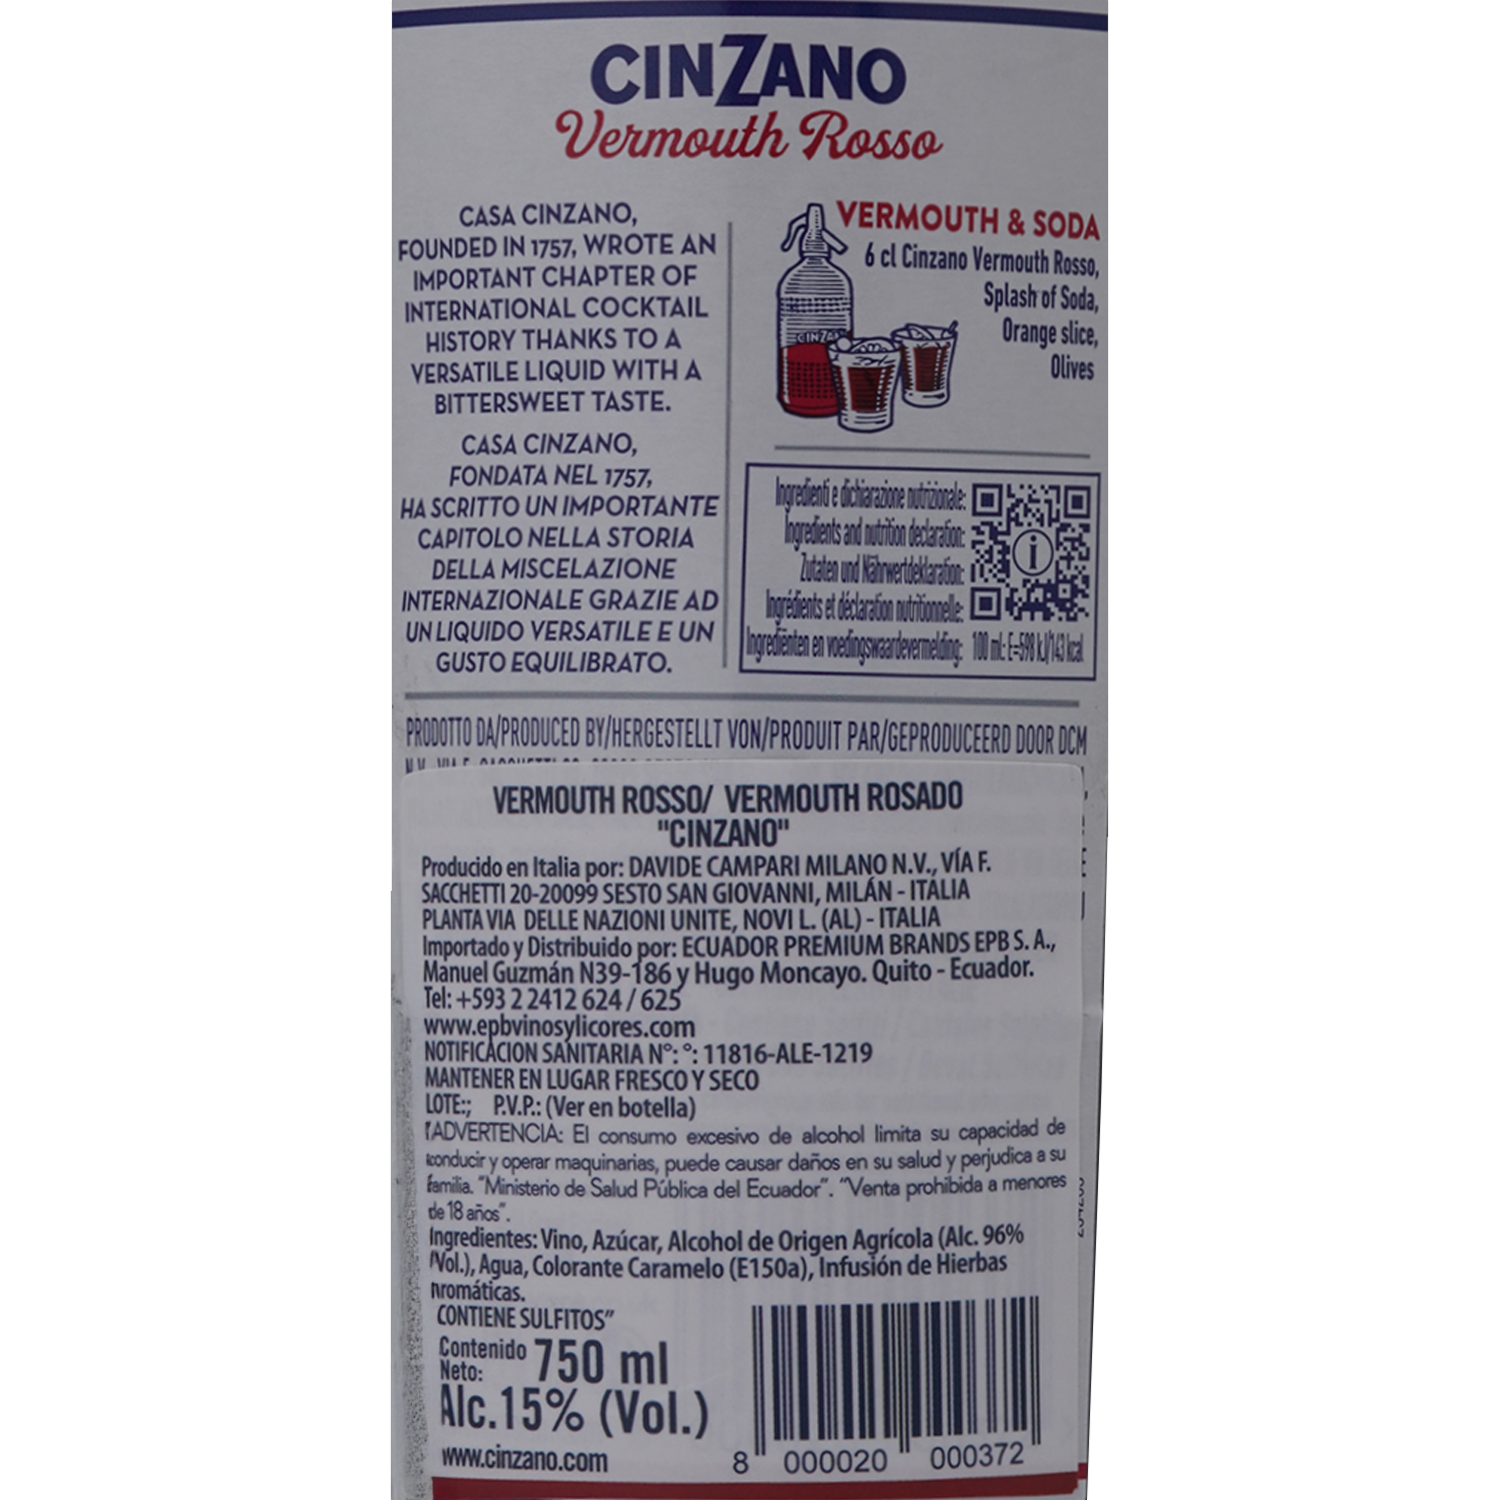 CINZANO
Vermouth Rosso
CASA CINZANO,
FOUNDED IN 1757, WROTE AN
IMPORTANT CHAPTER OF
INTERNATIONAL COCKTAIL
HISTORY THANKS TO A
VERSATILE LIQUID WITH A
BITTERSWEET TASTE.
CASA CINZANO,
FONDATA NEL 1757,
HA SCRITTO UN IMPORTANTE
CAPITOLO NELLA STORIA
DELLA MISCELAZIONE
INTERNAZIONALE GRAZIE AD
UN LIQUIDO VERSATILE E UN
GUSTO EQUILIBRATO.
VERMOUTH & SODA
6 cl Cinzano Vermouth Rosso,
Splash of Soda,
Orange slice,
Olives
Ingredienti e dichiarazione nutrizionale:
Ingredients and nutrition declaration:
Zutaten und Nährwertdeklaration:
Ingrédients et déclaration nutritionnelle:
Ingrediënten en voedingswaardevermelding: 100 ml: E=598 kJ/143 kcal
PRODOTTO DA/PRODUCED BY/HERGESTELLT VON/PRODUIT PAR/GEPRODUCEERD DOOR DCM
VERMOUTH ROSSO/ VERMOUTH ROSADO
"CINZANO"
Producido en Italia por: DAVIDE CAMPARI MILANO N.V., VÍA F.
SACCHETTI 20-20099 SESTO SAN GIOVANNI, MILÁN - ITALIA
PLANTA VIA DELLE NAZIONI UNITE, NOVI L. (AL) - ITALIA
Importado y Distribuido por: ECUADOR PREMIUM BRANDS EPB S. A.,
Manuel Guzmán N39-186 y Hugo Moncayo. Quito - Ecuador.
Tel: +593 2 2412 624 / 625
www.epbvinosylicores.com
NOTIFICACION SANITARIA N°: °: 11816-ALE-1219
MANTENER EN LUGAR FRESCO Y SECO
LOTE:; P.V.P.: (Ver en botella)
"ADVERTENCIA: El consumo excesivo de alcohol limita su capacidad de
conducir y operar maquinarias, puede causar daños en su salud y perjudica a su
familia. "Ministerio de Salud Pública del Ecuador". "Venta prohibida a menores
de 18 años".
Ingredientes: Vino, Azúcar, Alcohol de Origen Agrícola (Alc. 96%
Vol.), Agua, Colorante Caramelo (E150a), Infusión de Hierbas
Aromáticas.
CONTIENE SULFITOS"
Contenido
Neto: 750 ml
Alc.15% (Vol.)
www.cinzano.com
8 000020 000372